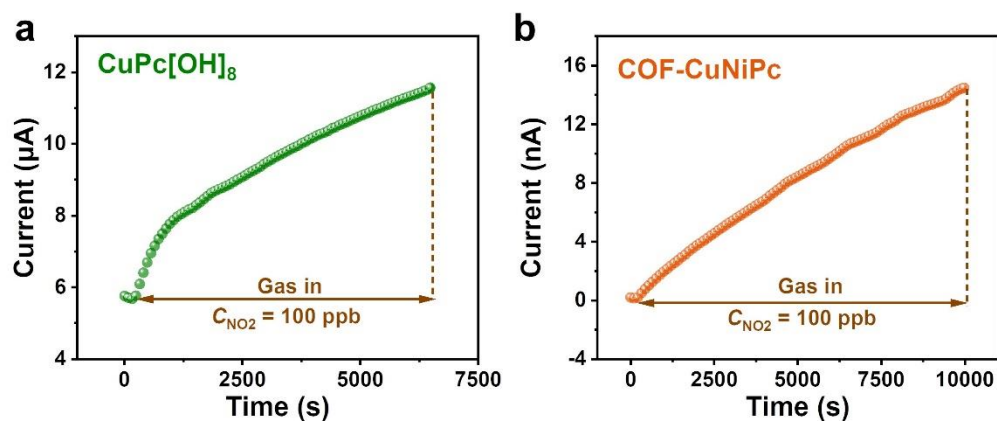 a
CuPc[OH]8
Current (µA)
12
10
8
6
4
Gas in
CNO2 = 100 ppb
0
2500
5000
7500
Time (s)
b
COF-CuNiPc
Current (nA)
16
12
8
4
0
-4
Gas in
CNO2 = 100 ppb
0
2500
5000
7500
10000
Time (s)